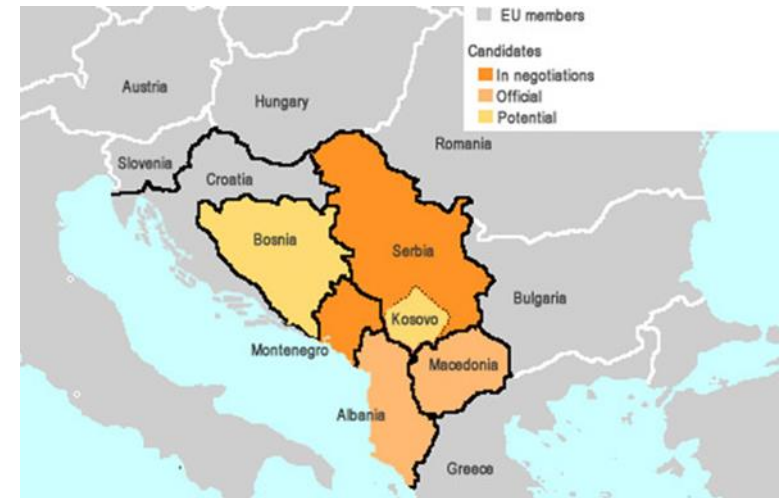 EU members
Candidates
In negotiations
Official
Potential
Austria
Hungary
Romania
Slovenia
Croatia
Bosnia
Serbia
Bulgaria
Kosovo
Montenegro
Macedonia
Albania
Greece